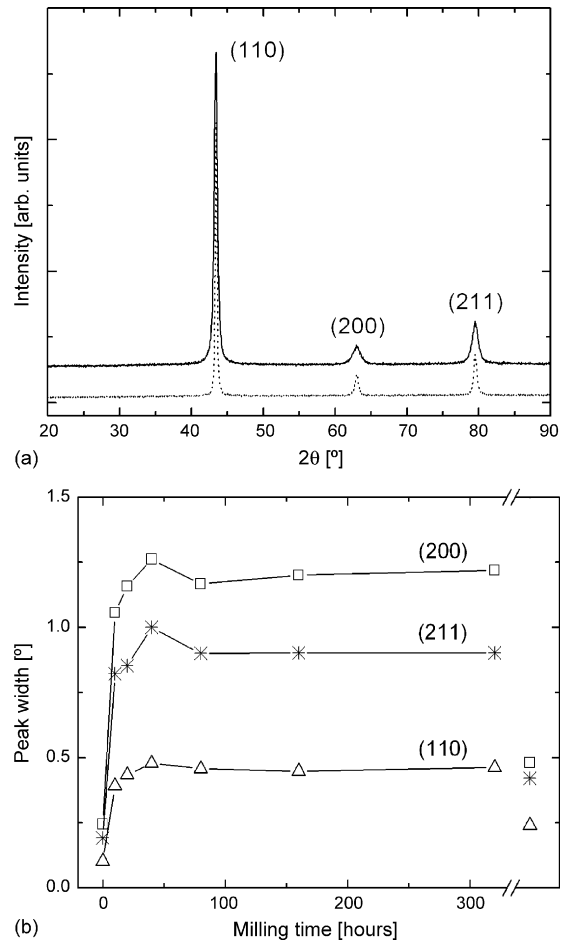 Intensity [arb. units]
(110)
(200)
(211)
20 30 40 50 60 70 80 90
(a)
2θ [º]
Peak width [º]
1.5
1.0
0.5
0.0
(200)
(211)
(110)
0 100 200 300
(b)
Milling time [hours]